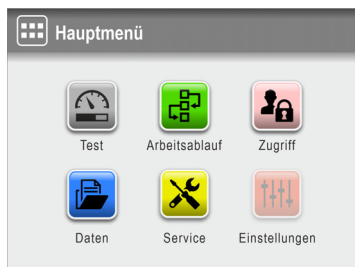 Hauptmenü
Test Arbeitsablauf Zugriff
Daten Service Einstellungen